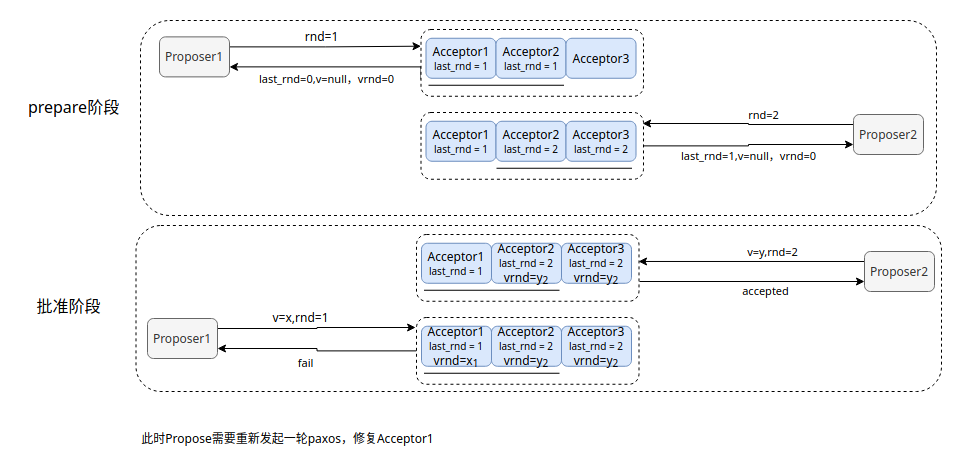 rnd=1
Proposer1
Acceptor1
last_rnd = 1
Acceptor2
last_rnd = 1
Acceptor3
last_rnd=0,v=null，vrnd=0
prepare阶段
Acceptor1
last_rnd = 1
Acceptor2
last_rnd = 2
Acceptor3
last_rnd = 2
rnd=2
Proposer2
last_rnd=1,v=null，vrnd=0
Acceptor1
last_rnd = 1
Acceptor2
last_rnd = 2
vrnd=y₂
Acceptor3
last_rnd = 2
vrnd=y₂
v=y,rnd=2
Proposer2
accepted
批准阶段
v=x,rnd=1
Proposer1
fail
Acceptor1
last_rnd = 1
vrnd=x₁
Acceptor2
last_rnd = 2
vrnd=y₂
Acceptor3
last_rnd = 2
vrnd=y₂
此时Propose需要重新发起一轮paxos，修复Acceptor1